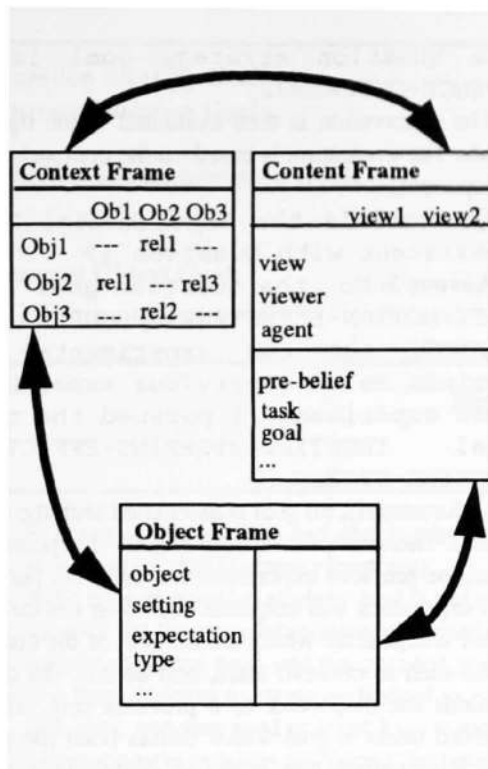 Context Frame
Ob1 Ob2 Ob3
Obj1 --- rel1 ---
Obj2 rel1 --- rel3
Obj3 --- rel2 ---
Content Frame
view1 view2
view
viewer
agent
pre-belief
task
goal
...
Object Frame
object
setting
expectation
type
...